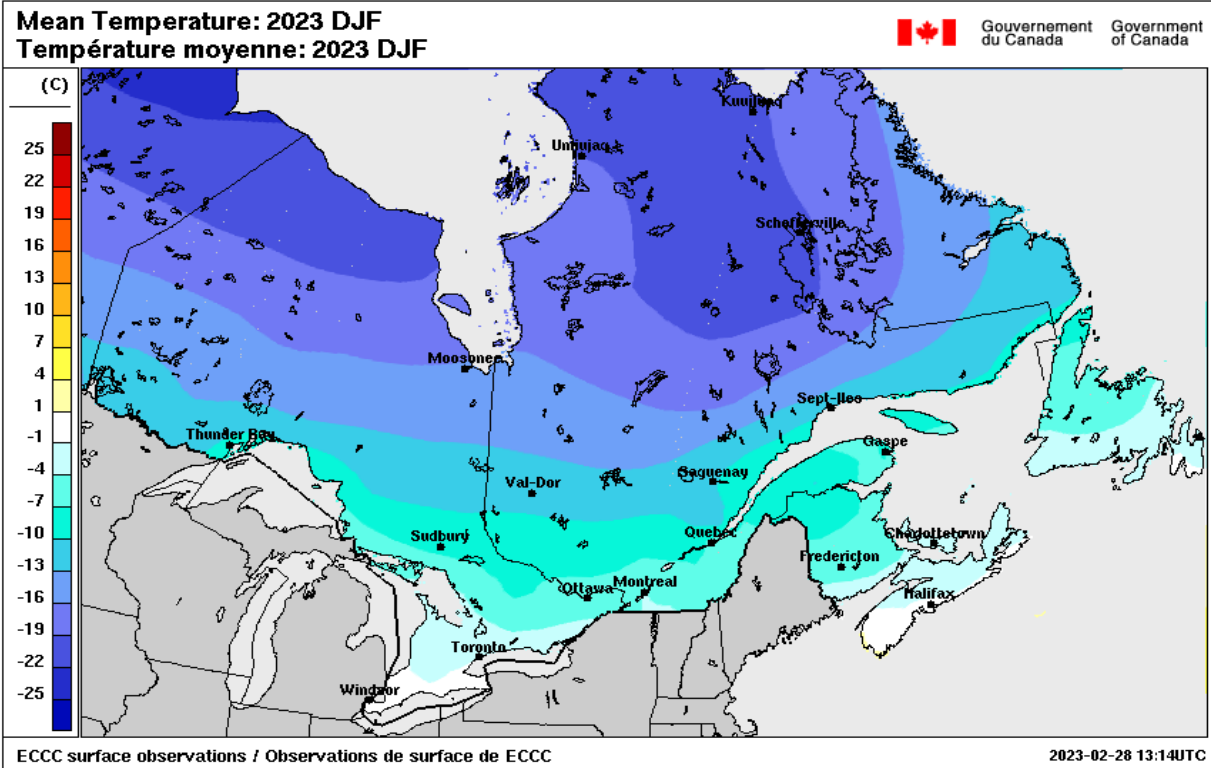 Mean Temperature: 2023 DJF
Température moyenne: 2023 DJF
Gouvernement du Canada
Government of Canada
(C)
25
22
19
16
13
10
7
4
1
-1
-4
-7
-10
-13
-16
-19
-22
-25
Kuujjuaq
Umiujaq
Schefferville
Moosonee
Sept-Iles
Thunder Bay
Gaspe
Saguenay
Val-Dor
Sudbury
Quebec
Charlottetown
Fredericton
Ottawa
Montreal
Halifax
Toronto
Windsor
ECCC surface observations / Observations de surface de ECCC
2023-02-28 13:14UTC